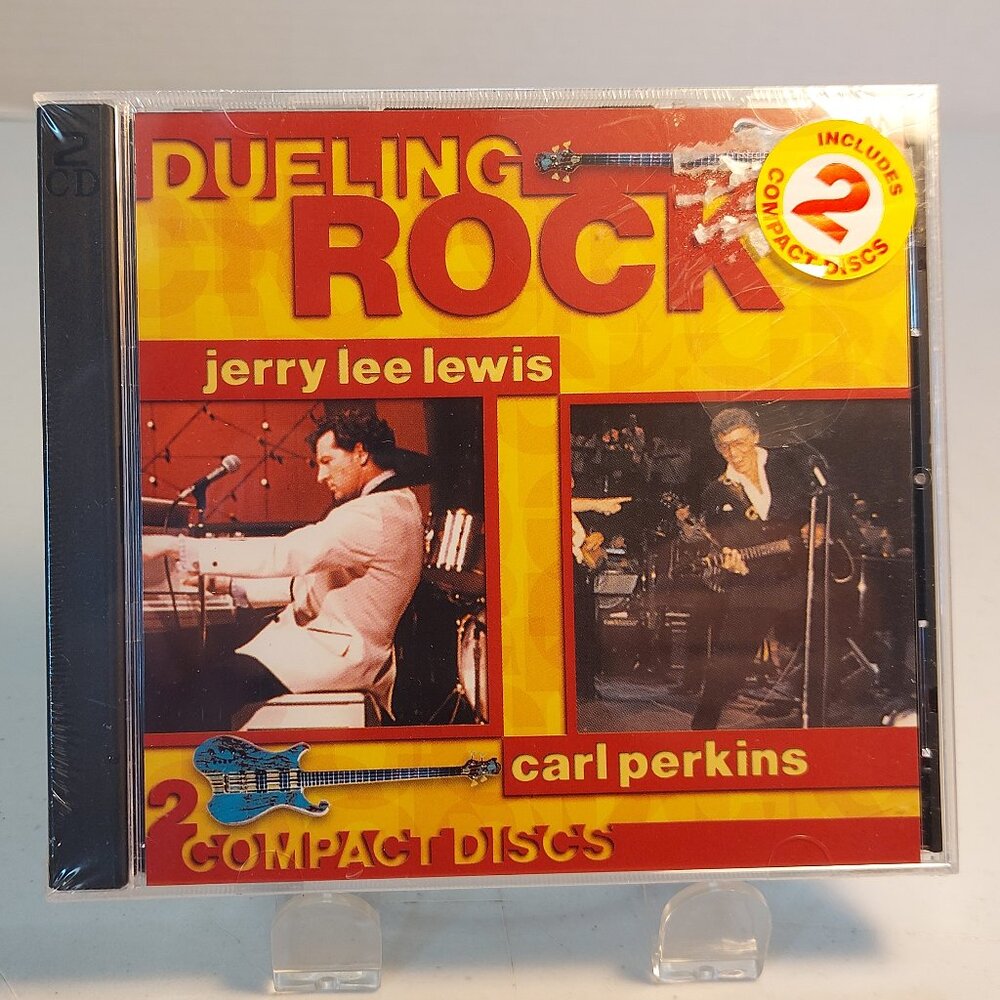 2
CD
DUELING
ROCK
INCLUDES
2
COMPACT DISCS
jerry lee lewis
carl perkins
2
COMPACT DISCS